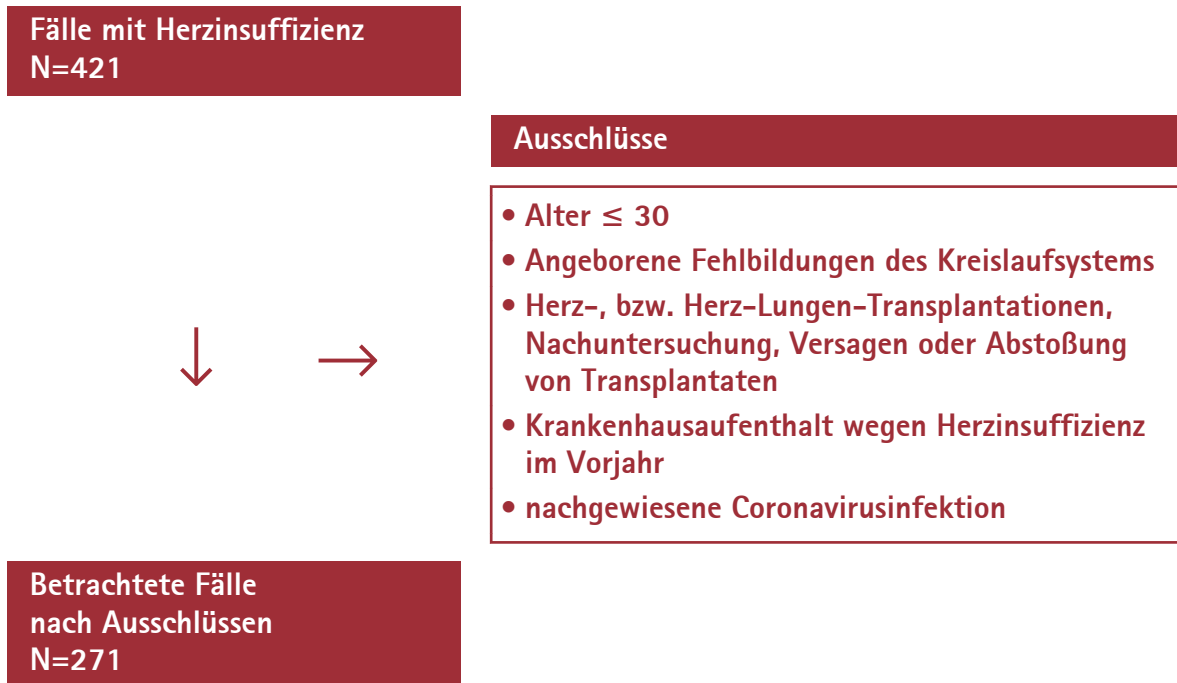 Fälle mit Herzinsuffizienz
N=421
Ausschlüsse
• Alter ≤ 30
• Angeborene Fehlbildungen des Kreislaufsystems
• Herz-, bzw. Herz-Lungen-Transplantationen,
Nachuntersuchung, Versagen oder Abstoßung
von Transplantaten
• Krankenhausaufenthalt wegen Herzinsuffizienz
im Vorjahr
• nachgewiesene Coronavirusinfektion
Betrachtete Fälle
nach Ausschlüssen
N=271